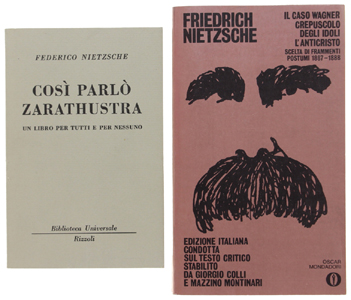 FEDERICO NIETZSCHE
COSÌ PARLÒ
ZARATHUSTRA
UN LIBRO PER TUTTI E PER NESSUNO
Biblioteca Universale
Rizzoli
FRIEDRICH
NIETZSCHE
IL CASO WAGNER
CREPUSCOLO
DEGLI IDOLI
L'ANTICRISTO
SCELTA DI FRAMMENTI
POSTUMI 1887-1888
EDIZIONE ITALIANA
CONDOTTA
SUL TESTO CRITICO
STABILITO
DA GIORGIO COLLI
E MAZZINO MONTINARI
OSCAR
MONDADORI